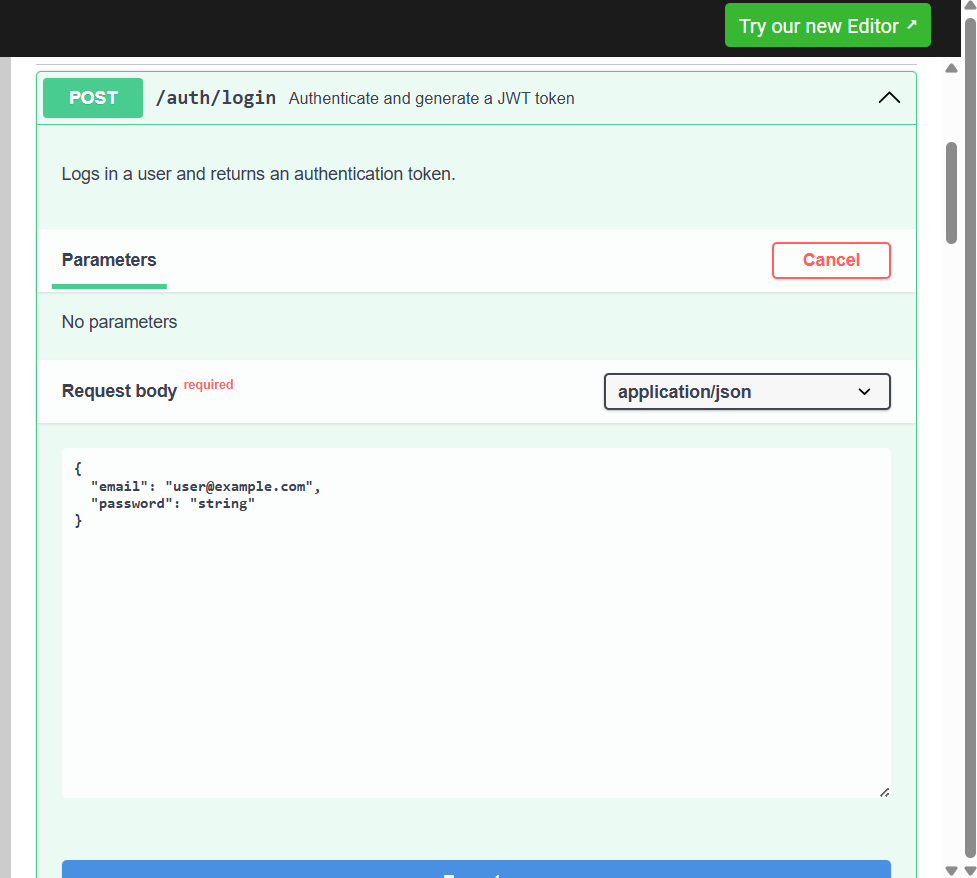 Try our new Editor
POST /auth/login Authenticate and generate a JWT token
Logs in a user and returns an authentication token.
Parameters
Cancel
No parameters
Request body required
application/json
{
  "email": "user@example.com",
  "password": "string"
}